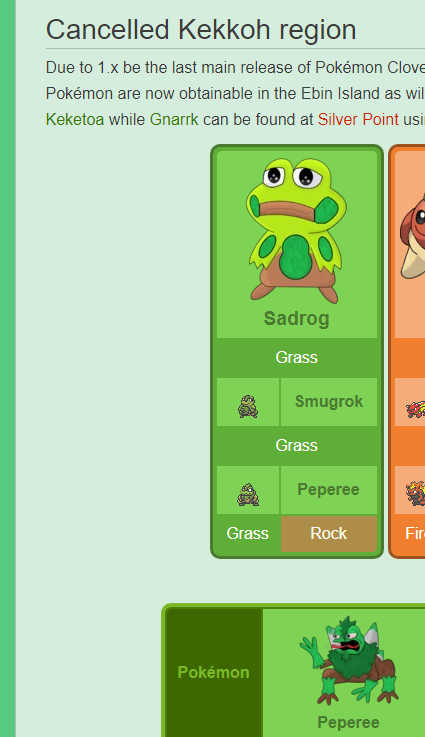 Cancelled Kekkoh region
Due to 1.x be the last main release of Pokémon Clove
Pokémon are now obtainable in the Ebin Island as wil
Keketoa while Gnarrk can be found at Silver Point usi
Sadrog
Grass
Smugrok
Grass
Peperee
Grass Rock Fir
Pokémon
Peperee